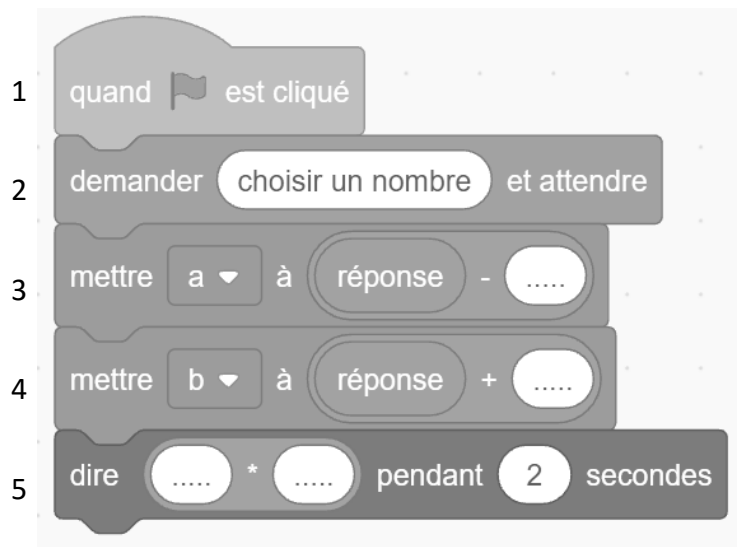 1 quand est cliqué
2 demander choisir un nombre et attendre
3 mettre a à réponse - .....
4 mettre b à réponse + .....
5 dire ..... * ..... pendant 2 secondes